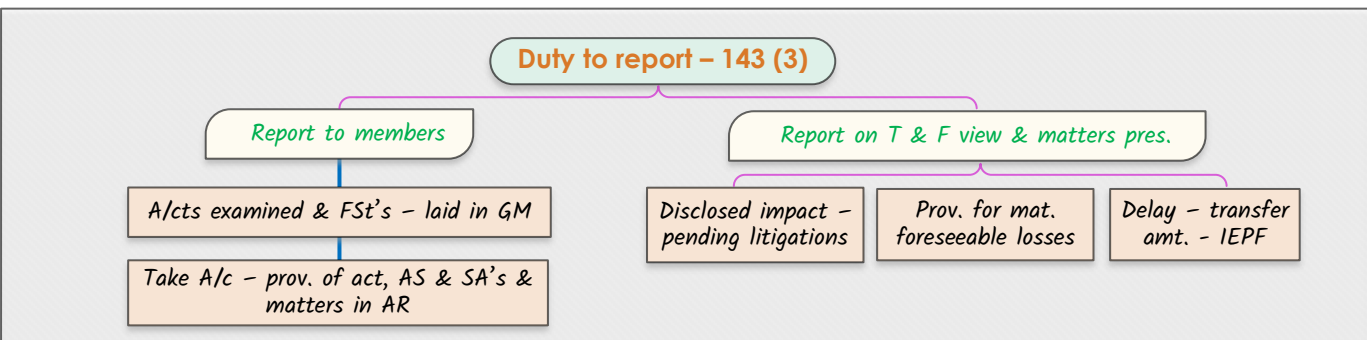 Duty to report – 143 (3)
Report to members
A/cts examined & FSt’s – laid in GM
Take A/c – prov. of act, AS & SA’s &
matters in AR
Report on T & F view & matters pres.
Disclosed impact –
pending litigations
Prov. for mat.
foreseeable losses
Delay – transfer
amt. - IEPF